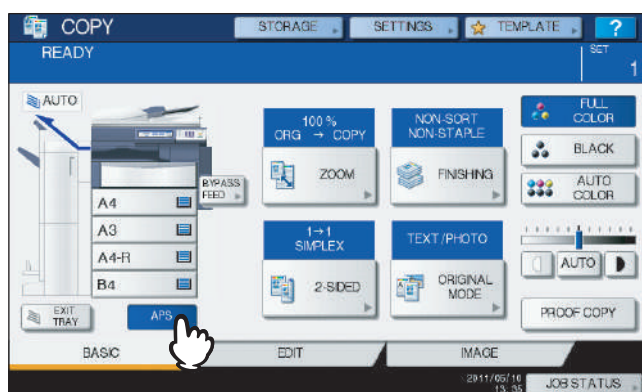 COPY
STORAGE
SETTINGS
TEMPLATE
?
READY
SET
1
AUTO
BYPASS
FEED
A4
A3
A4-R
B4
EXIT
TRAY
APS
100 %
ORG → COPY
ZOOM
NON-SORT
NON-STAPLE
FINISHING
1→1
SIMPLEX
2-SIDED
TEXT/PHOTO
ORIGINAL
MODE
FULL
COLOR
BLACK
AUTO
COLOR
AUTO
PROOF COPY
BASIC
EDIT
IMAGE
2011/05/10
13:35
JOB STATUS